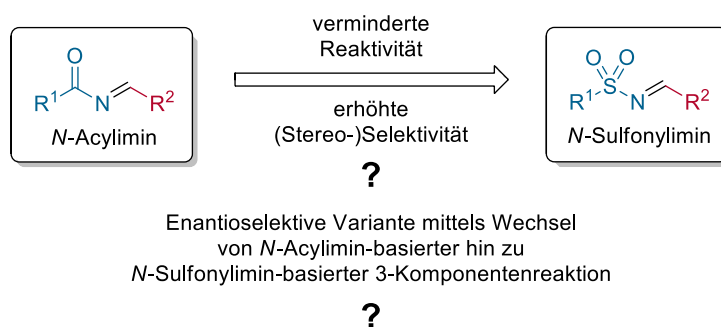 verminderte
Reaktivität
O
R¹ N R²
N-Acylimin
erhöhte
(Stereo-)Selektivität
?
O O
S
R¹ N R²
N-Sulfonylimin
Enantioselektive Variante mittels Wechsel
von N-Acylimin-basierter hin zu
N-Sulfonylimin-basierter 3-Komponentenreaktion
?